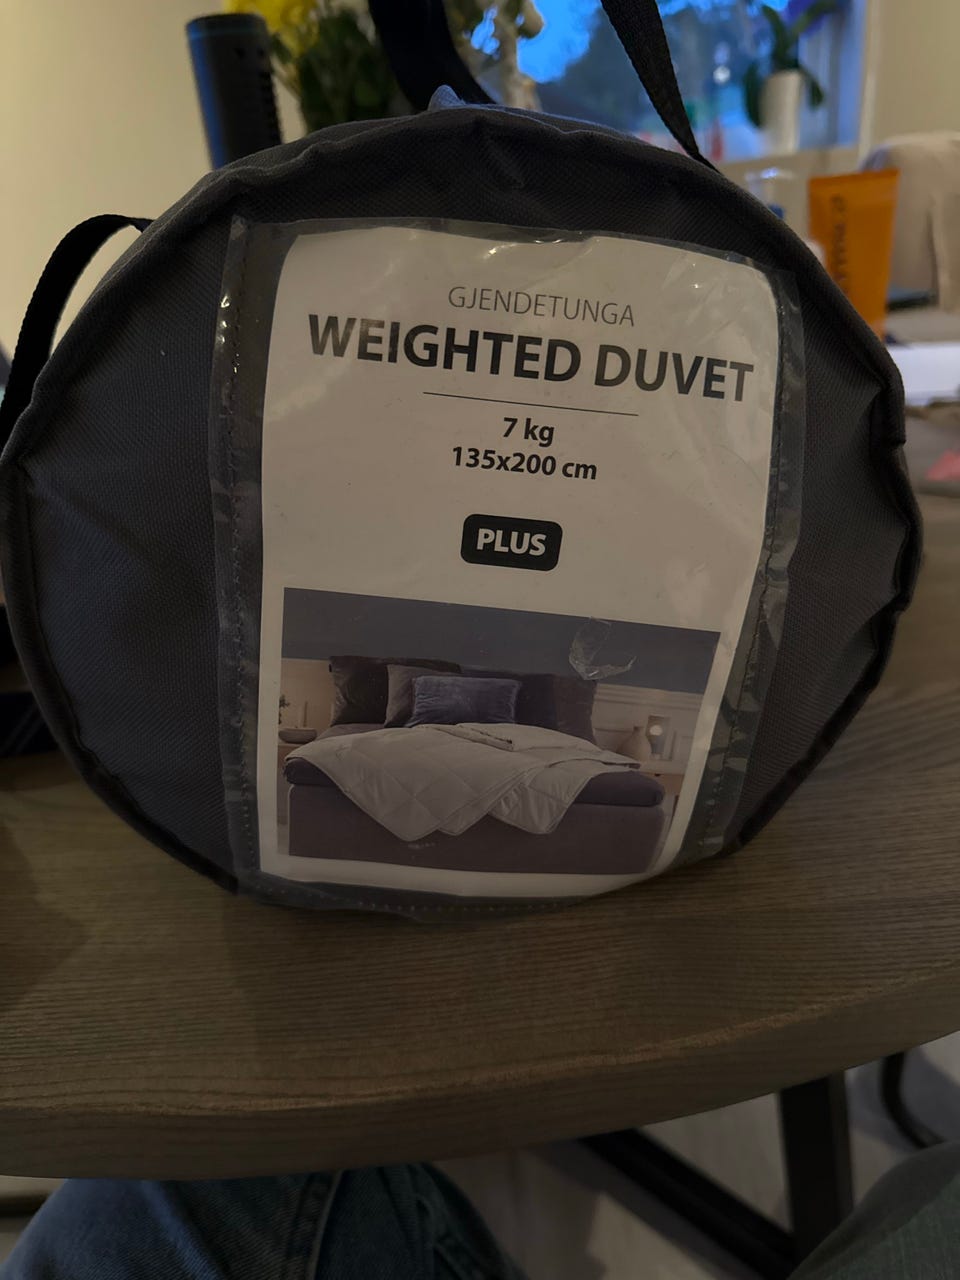 GJENDETUNGA
WEIGHTED DUVET
7 kg
135x200 cm
PLUS